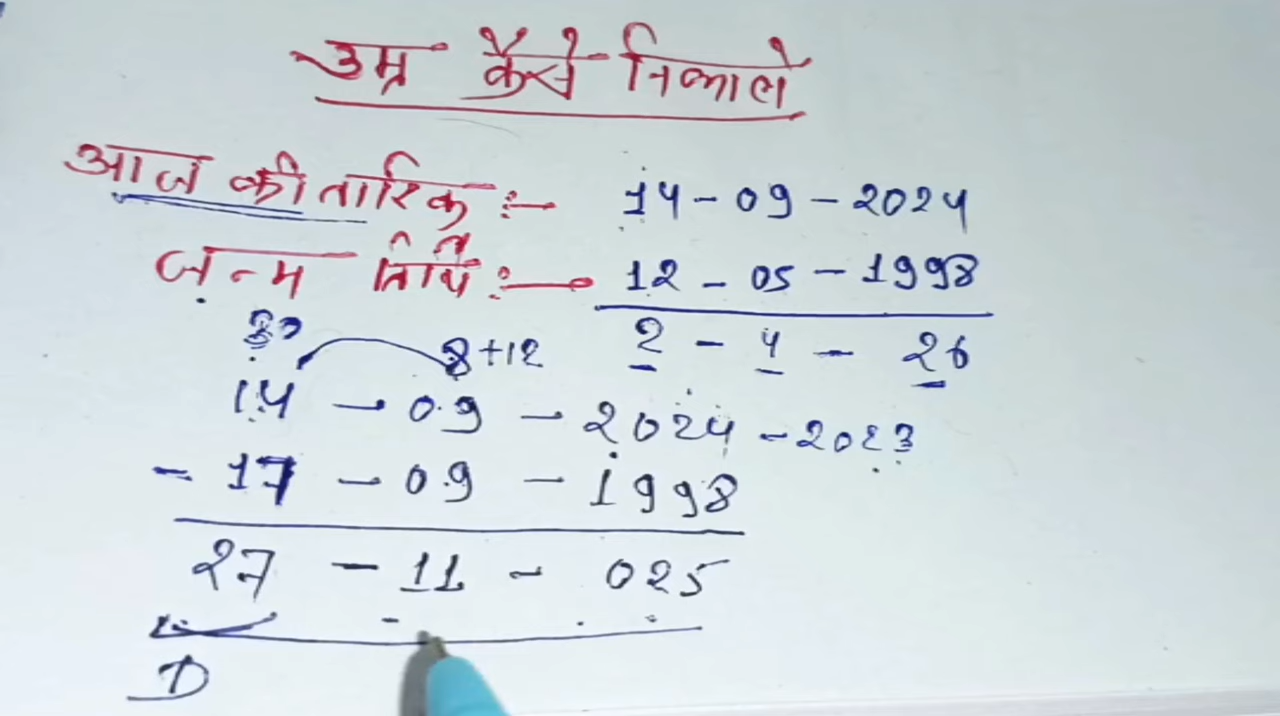 उम्र कैसे निकाले
आज की तारिक :- 14-09-2024
जन्म तिथि :- 12-05-1998
2 - 4 - 26
30 8+12
14 - 09 - 2024 - 2023
- 17 - 09 - 1998
27 - 11 - 025
D